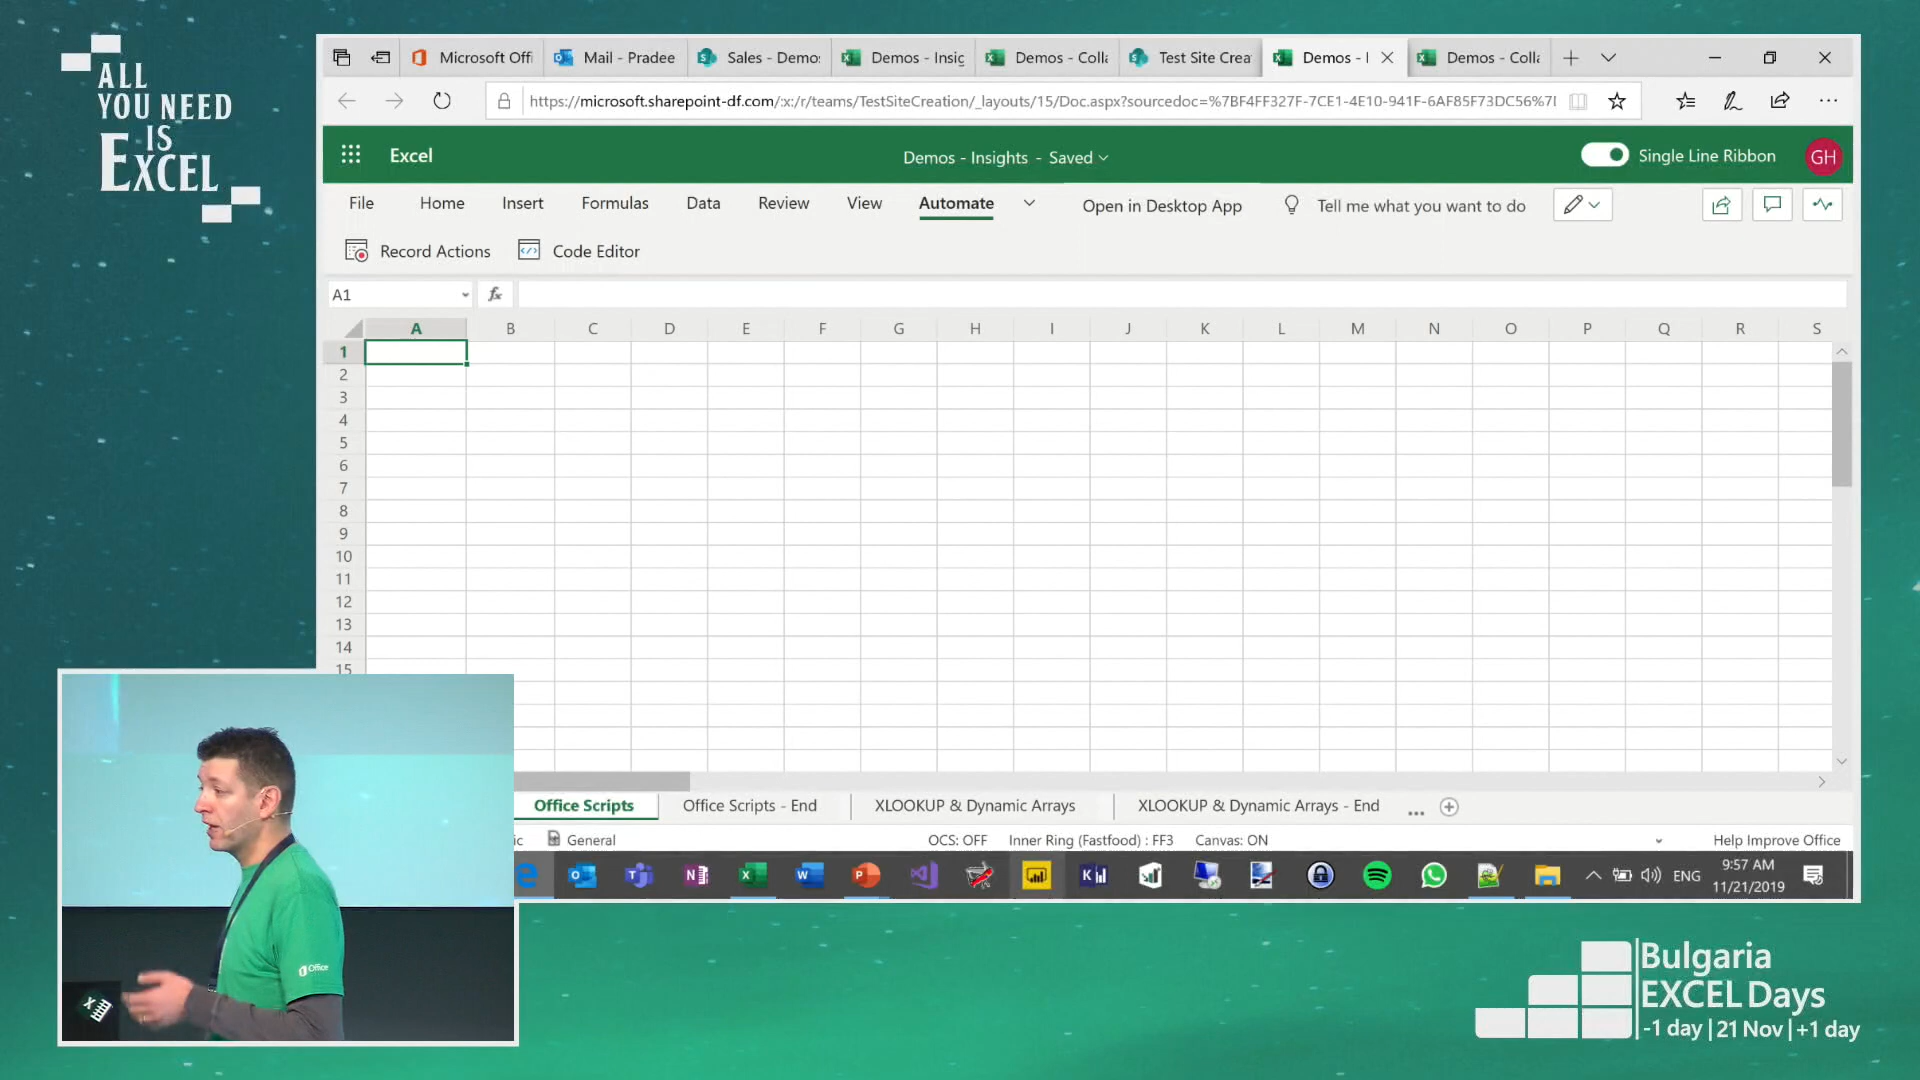 ALL
YOU NEED
IS
EXCEL
Microsoft Offi
Mail - Pradee
Sales - Demo:
Demos - Insig
Demos - Colla
Test Site Crea
Demos - I
Demos - Colla
https://microsoft.sharepoint-df.com/:x:/r/teams/TestSiteCreation/_layouts/15/Doc.aspx?sourcedoc=%7BF4FF327F-7CE1-4E10-941F-6AF85F73DC56%7I
Excel
Demos - Insights - Saved
Single Line Ribbon
GH
File
Home
Insert
Formulas
Data
Review
View
Automate
Open in Desktop App
Tell me what you want to do
Record Actions
Code Editor
A1
fx
A B C D E F G H I J K L M N O P Q R S
1
2
3
4
5
6
7
8
9
10
11
12
13
14
15
Office Scripts
Office Scripts - End
XLOOKUP & Dynamic Arrays
XLOOKUP & Dynamic Arrays - End
...
ic
General
OCS: OFF
Inner Ring (Fastfood) : FF3
Canvas: ON
Help Improve Office
ENG
9:57 AM
11/21/2019
Office
Bulgaria
EXCEL Days
-1 day | 21 Nov | +1 day